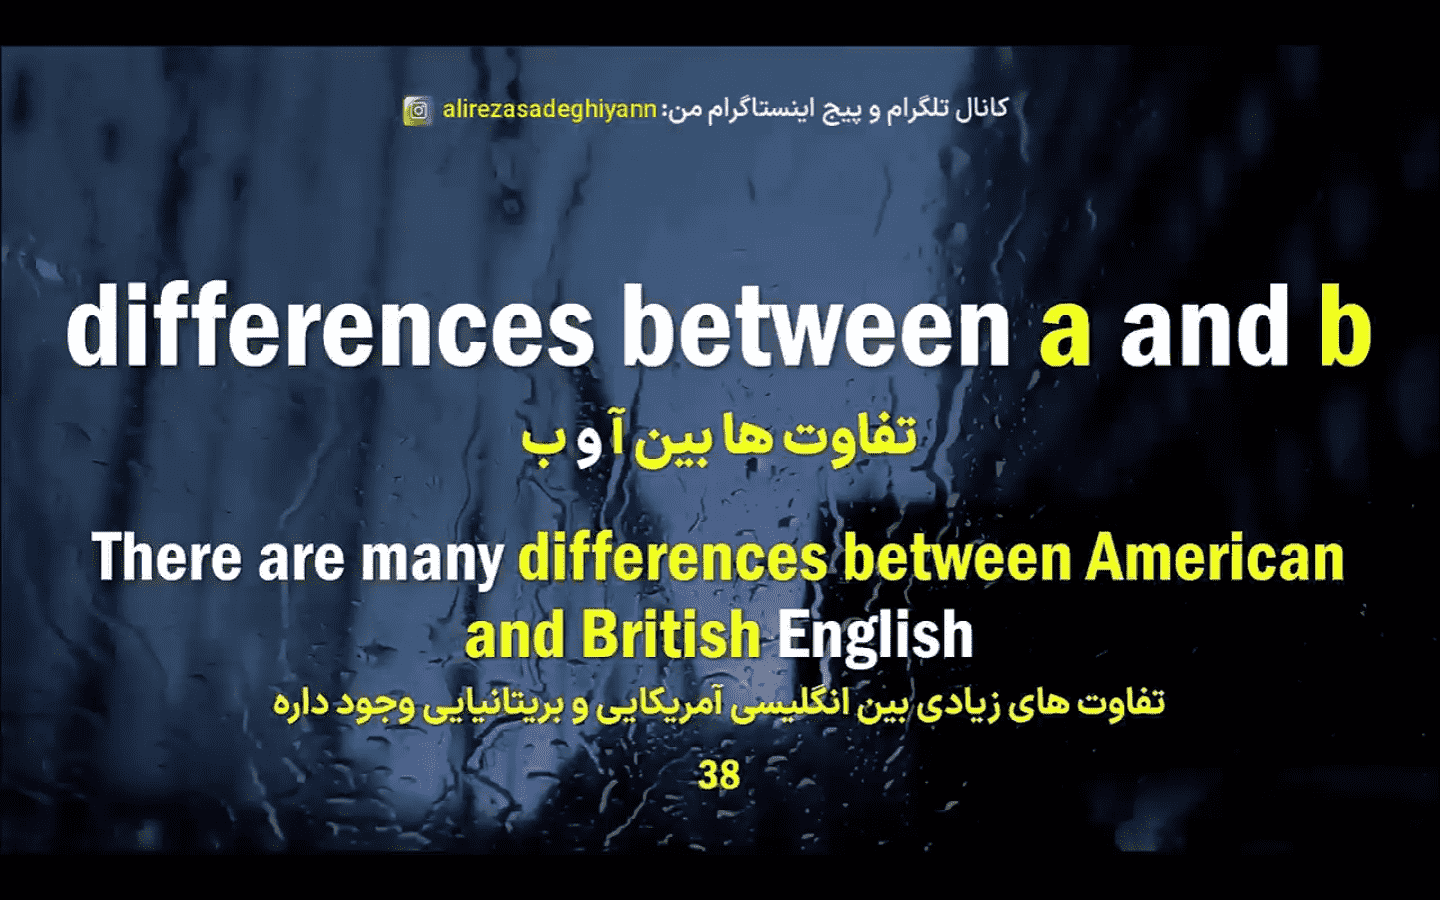 کانال تلگرام و پیج اینستاگرام من: alirezasadeghiyann
differences between a and b
تفاوت ها بین آ و ب
There are many differences between American
and British English
تفاوت های زیادی بین انگلیسی آمریکایی و بریتانیایی وجود داره
38